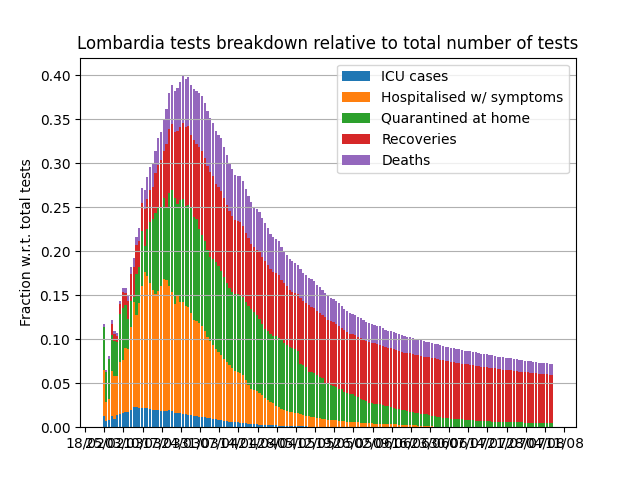 Lombardia tests breakdown relative to total number of tests
0.40
0.35
0.30
0.25
0.20
0.15
0.10
0.05
0.00
Fraction w.r.t. total tests
ICU cases
Hospitalised w/ symptoms
Quarantined at home
Recoveries
Deaths